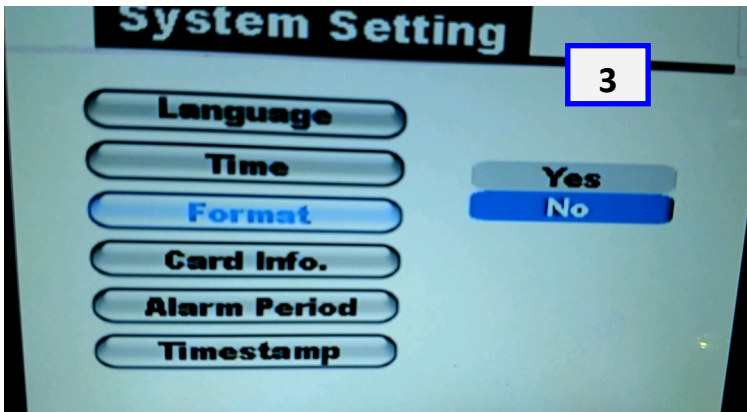 System Setting
3
Language
Time
Yes
Format
No
Card Info.
Alarm Period
Timestamp